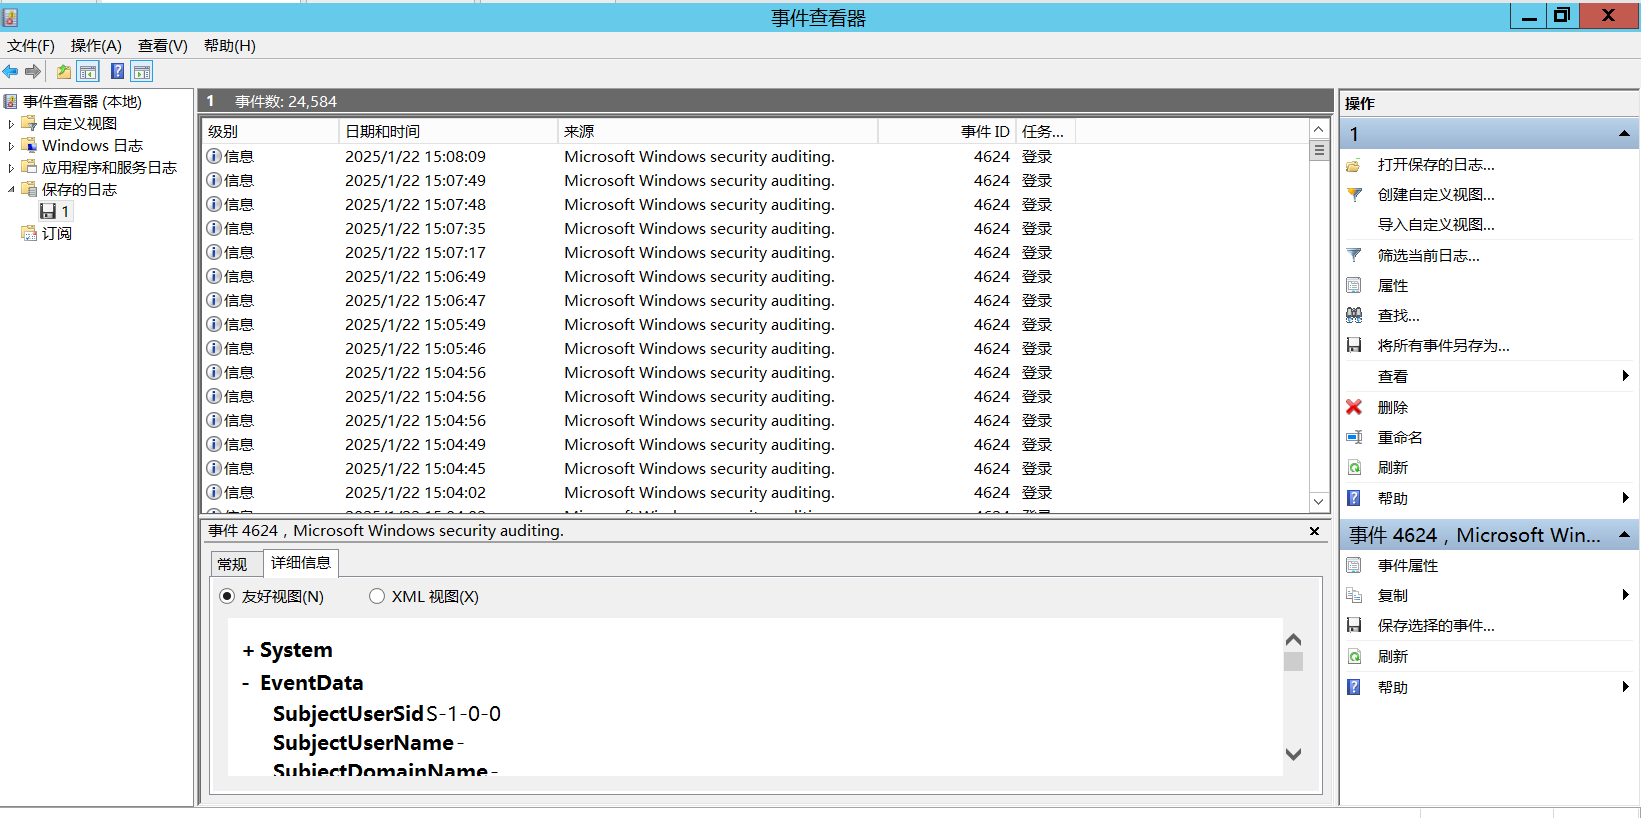 事件查看器
文件(F) 操作(A) 查看(V) 帮助(H)
事件查看器 (本地)
自定义视图
Windows 日志
应用程序和服务日志
保存的日志
1
订阅
1 事件数: 24,584
级别 日期和时间 来源 事件 ID 任务...
信息 2025/1/22 15:08:09 Microsoft Windows security auditing. 4624 登录
信息 2025/1/22 15:07:49 Microsoft Windows security auditing. 4624 登录
信息 2025/1/22 15:07:48 Microsoft Windows security auditing. 4624 登录
信息 2025/1/22 15:07:35 Microsoft Windows security auditing. 4624 登录
信息 2025/1/22 15:07:17 Microsoft Windows security auditing. 4624 登录
信息 2025/1/22 15:06:49 Microsoft Windows security auditing. 4624 登录
信息 2025/1/22 15:06:47 Microsoft Windows security auditing. 4624 登录
信息 2025/1/22 15:05:49 Microsoft Windows security auditing. 4624 登录
信息 2025/1/22 15:05:46 Microsoft Windows security auditing. 4624 登录
信息 2025/1/22 15:04:56 Microsoft Windows security auditing. 4624 登录
信息 2025/1/22 15:04:56 Microsoft Windows security auditing. 4624 登录
信息 2025/1/22 15:04:56 Microsoft Windows security auditing. 4624 登录
信息 2025/1/22 15:04:49 Microsoft Windows security auditing. 4624 登录
信息 2025/1/22 15:04:45 Microsoft Windows security auditing. 4624 登录
信息 2025/1/22 15:04:02 Microsoft Windows security auditing. 4624 登录
事件 4624，Microsoft Windows security auditing.
常规 详细信息
友好视图(N) XML 视图(X)
+ System
- EventData
SubjectUserSid S-1-0-0
SubjectUserName -
SubjectDomainName -
操作
1
打开保存的日志...
创建自定义视图...
导入自定义视图...
筛选当前日志...
属性
查找...
将所有事件另存为...
查看
删除
重命名
刷新
帮助
事件 4624，Microsoft Win...
事件属性
复制
保存选择的事件...
刷新
帮助